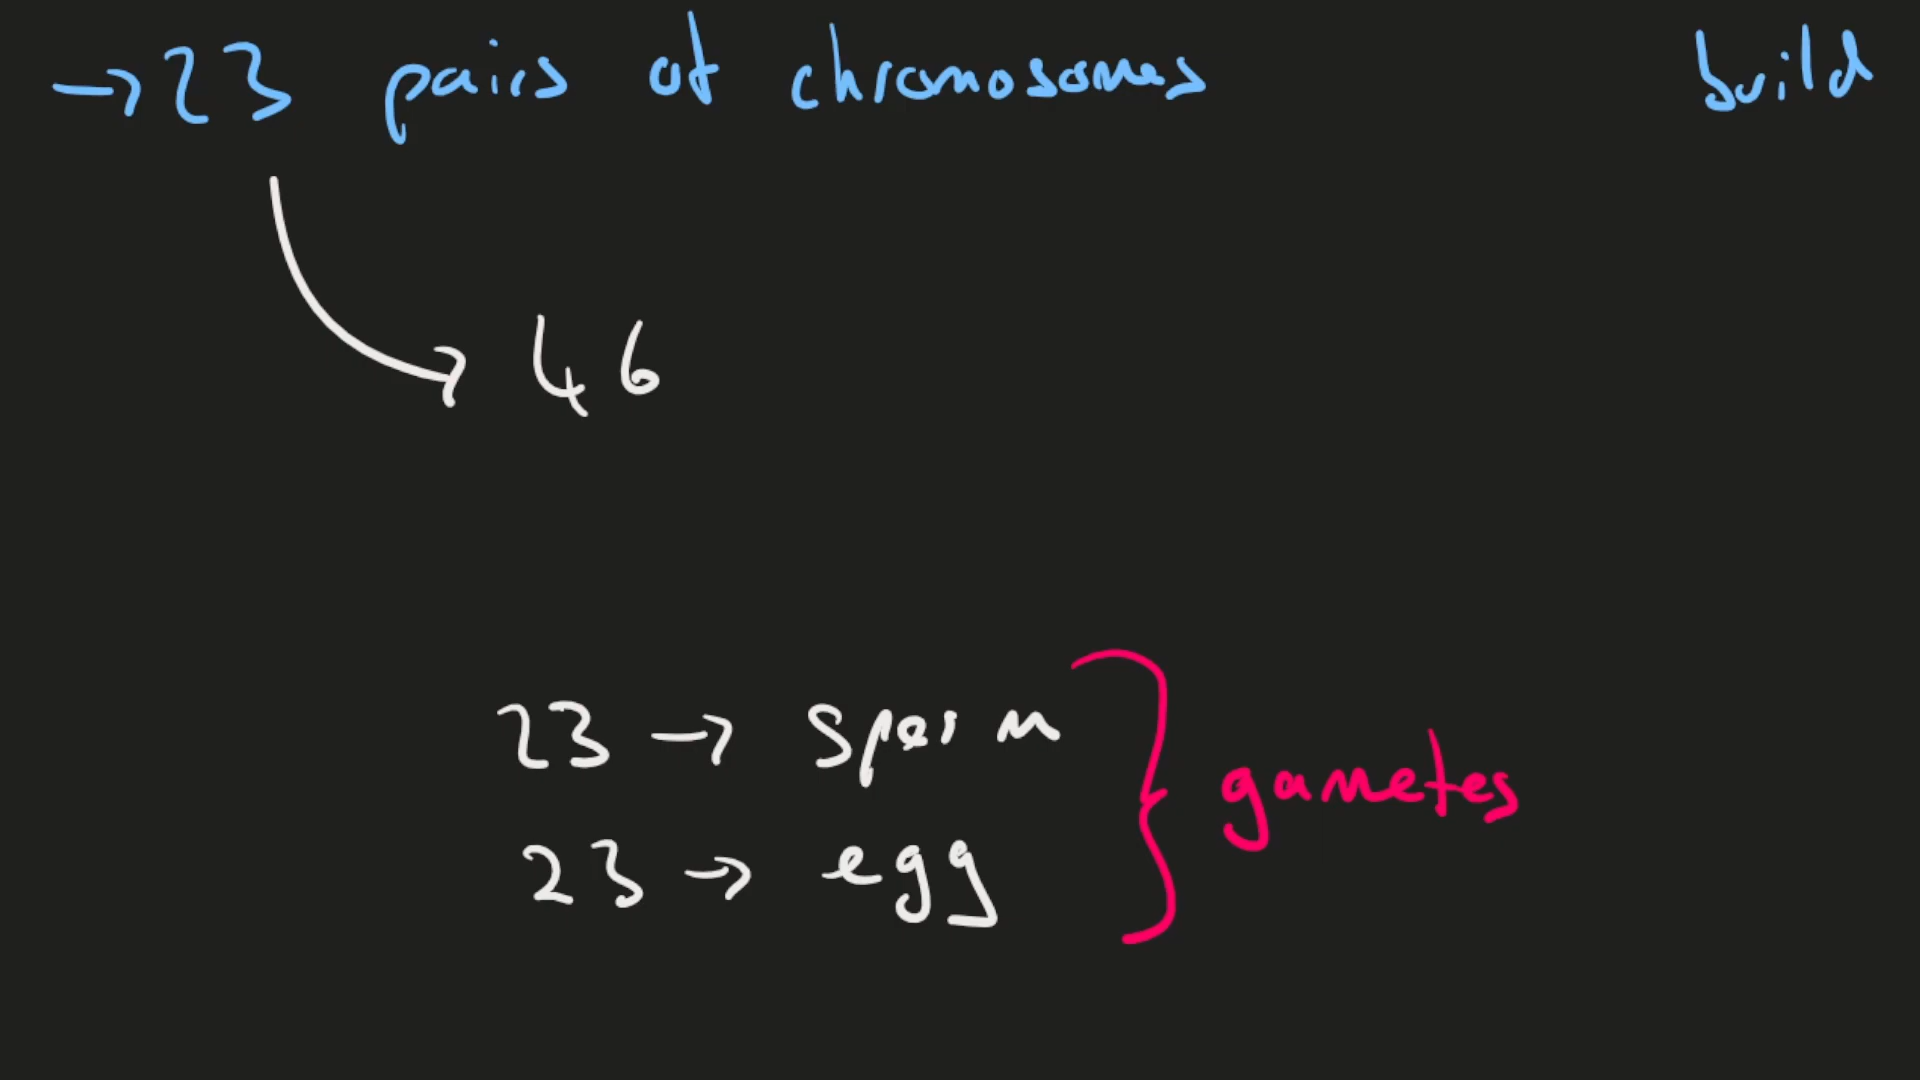 → 23 pairs of chromosomes build
46
23 → sperm
23 → egg
gametes